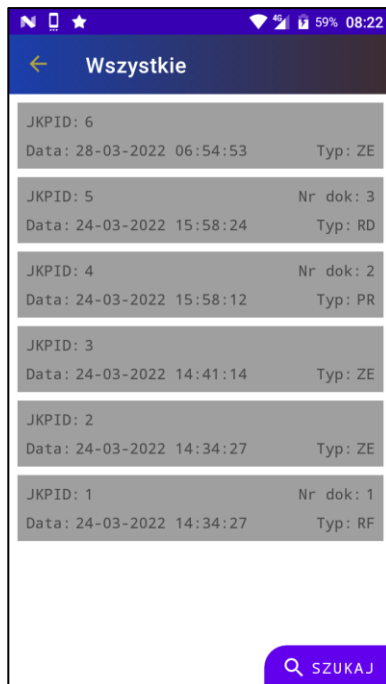 4G 59% 08:22
Wszystkie
JKPID: 6
Data: 28-03-2022 06:54:53 Typ: ZE
JKPID: 5 Nr dok: 3
Data: 24-03-2022 15:58:24 Typ: RD
JKPID: 4 Nr dok: 2
Data: 24-03-2022 15:58:12 Typ: PR
JKPID: 3
Data: 24-03-2022 14:41:14 Typ: ZE
JKPID: 2
Data: 24-03-2022 14:34:27 Typ: ZE
JKPID: 1 Nr dok: 1
Data: 24-03-2022 14:34:27 Typ: RF
SZUKAJ